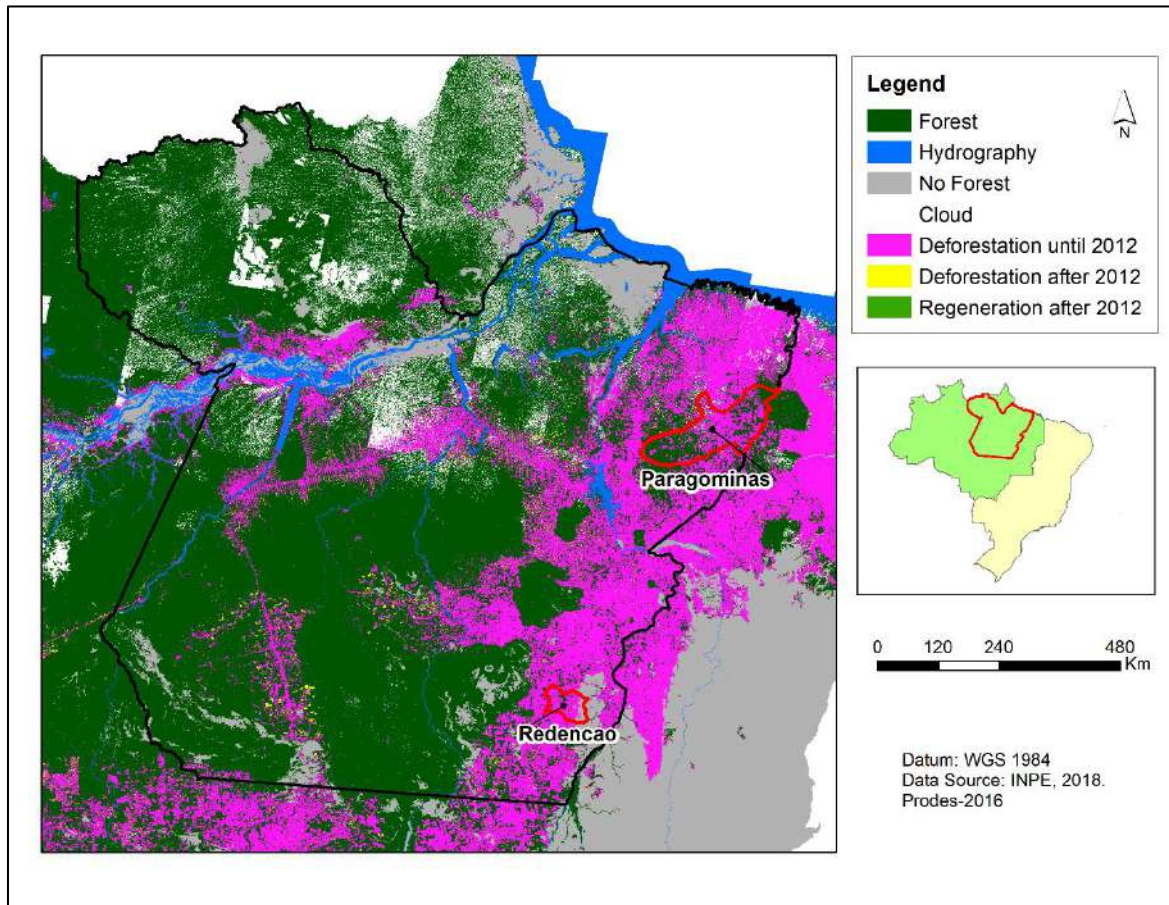 Legend
N
Forest
Hydrography
No Forest
Cloud
Deforestation until 2012
Deforestation after 2012
Regeneration after 2012
Paragominas
Redencao
0 120 240 480
Km
Datum: WGS 1984
Data Source: INPE, 2018.
Prodes-2016